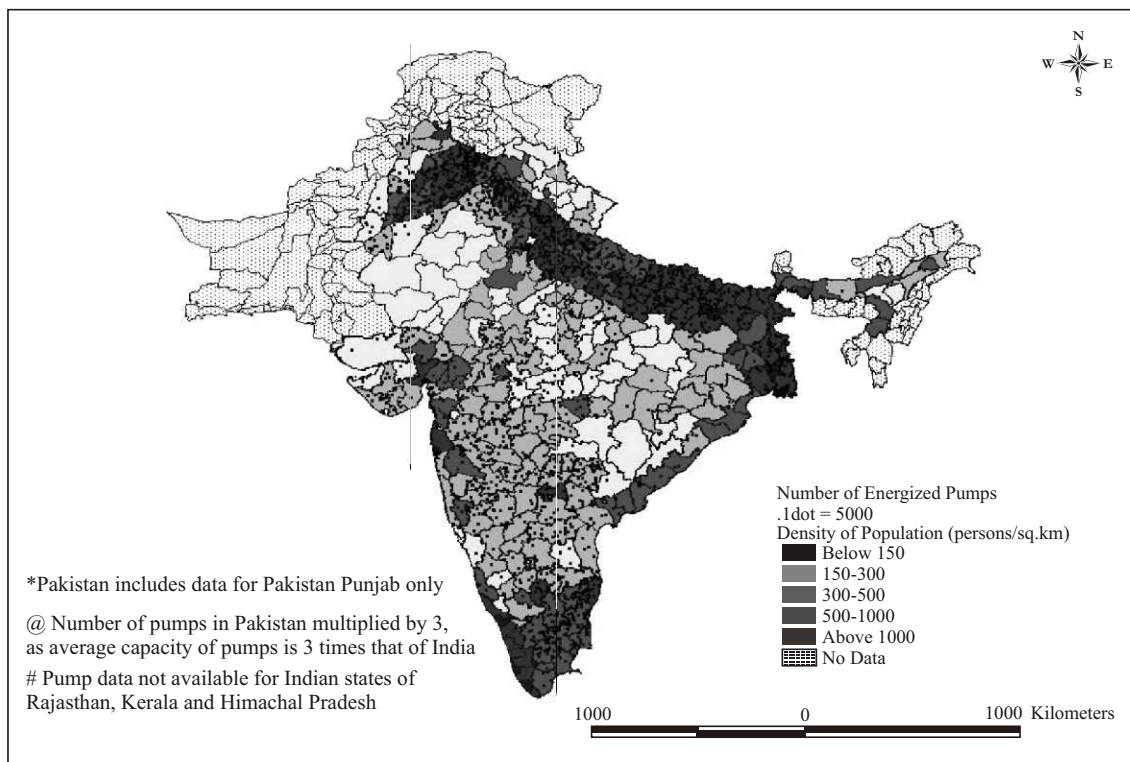 N
W E
S
Number of Energized Pumps
.1dot = 5000
Density of Population (persons/sq.km)
Below 150
150-300
300-500
500-1000
Above 1000
No Data
*Pakistan includes data for Pakistan Punjab only
@ Number of pumps in Pakistan multiplied by 3,
as average capacity of pumps is 3 times that of India
# Pump data not available for Indian states of
Rajasthan, Kerala and Himachal Pradesh
1000 0 1000 Kilometers